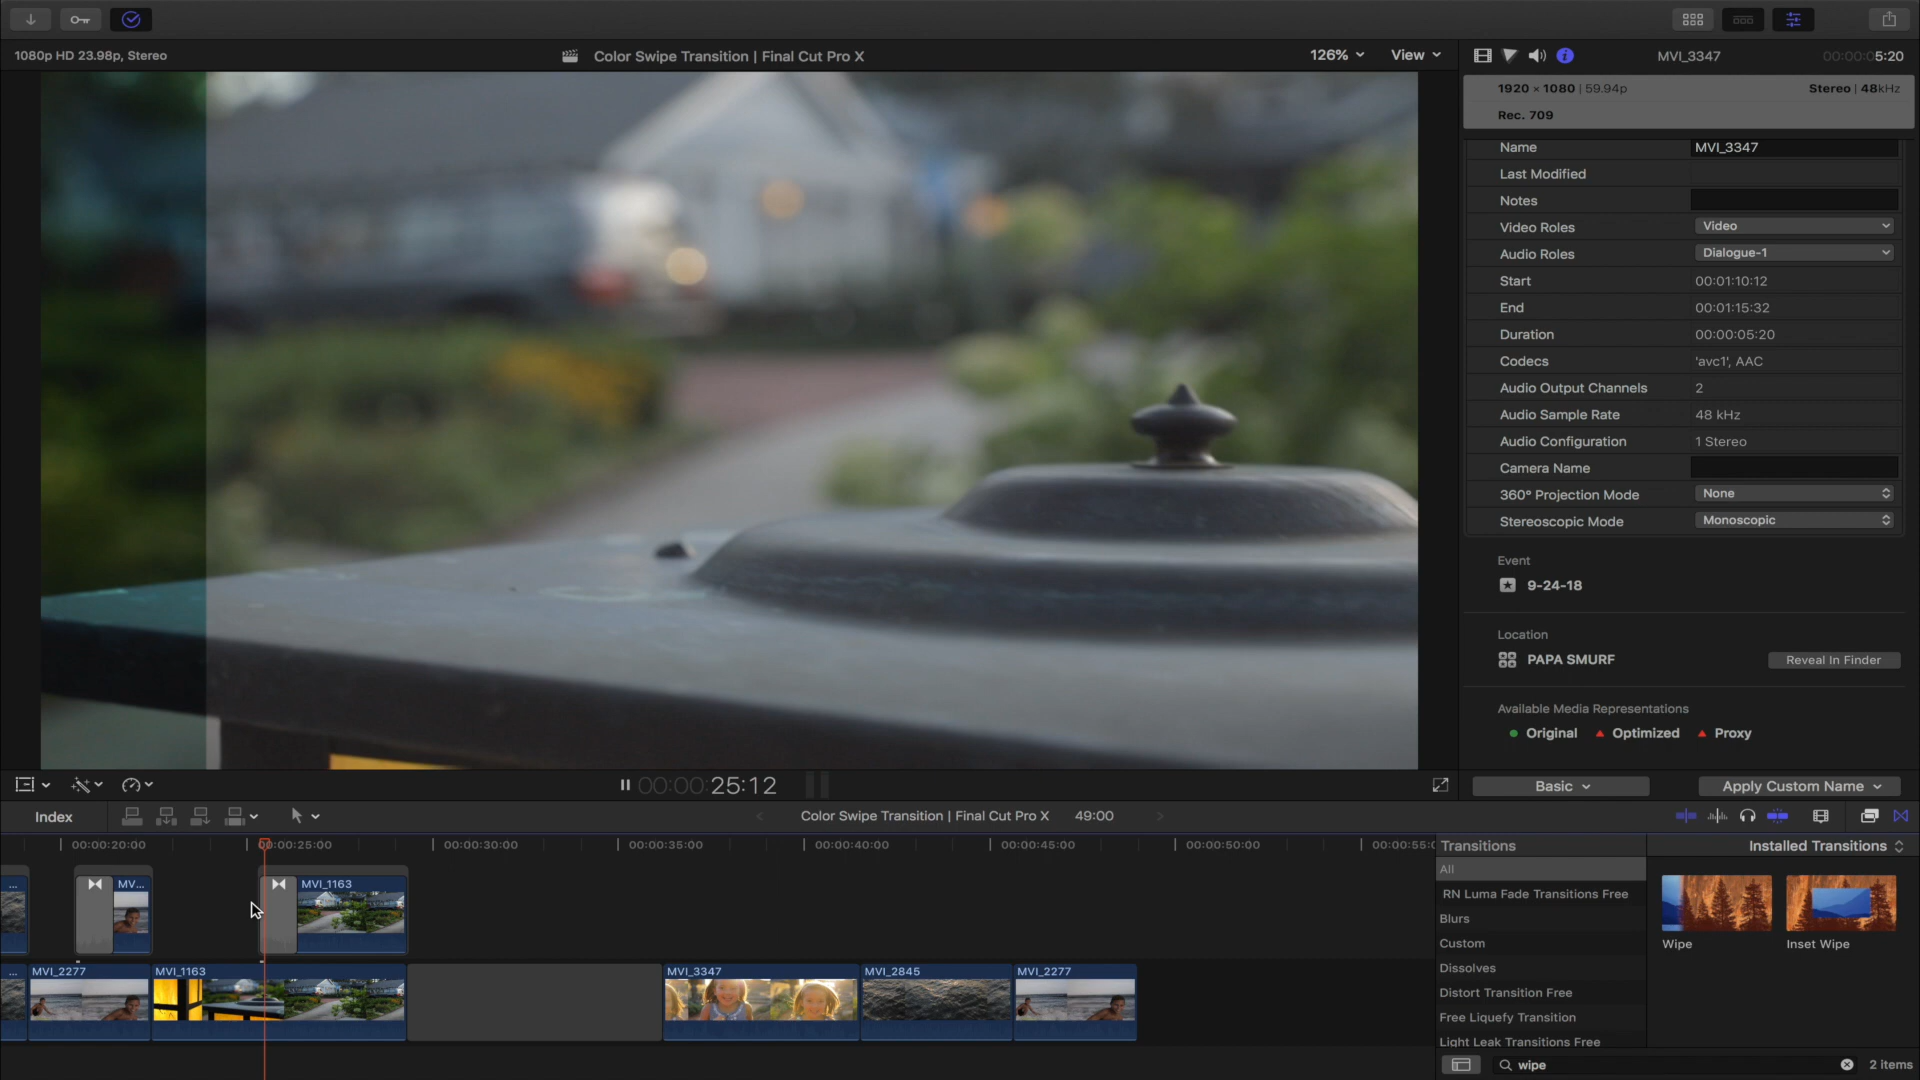 1080p HD 23.98p, Stereo
Color Swipe Transition | Final Cut Pro X
126%
View
MVI_3347
00:00:05:20
1920 × 1080 | 59.94p
Stereo | 48kHz
Rec. 709
Name
MVI_3347
Last Modified
Notes
Video Roles
Video
Audio Roles
Dialogue-1
Start
00:01:10:12
End
00:01:15:32
Duration
00:00:05:20
Codecs
'avc1', AAC
Audio Output Channels
2
Audio Sample Rate
48 kHz
Audio Configuration
1 Stereo
Camera Name
360° Projection Mode
None
Stereoscopic Mode
Monoscopic
Event
9-24-18
Location
PAPA SMURF
Reveal In Finder
Available Media Representations
Original
Optimized
Proxy
00:00:25:12
Basic
Apply Custom Name
Index
Color Swipe Transition | Final Cut Pro X
49:00
00:00:20:00
00:00:25:00
00:00:30:00
00:00:35:00
00:00:40:00
00:00:45:00
00:00:50:00
00:00:55:0
...
MV...
MVI_1163
...
MVI_2277
MVI_1163
MVI_3347
MVI_2845
MVI_2277
Transitions
Installed Transitions
All
RN Luma Fade Transitions Free
Blurs
Custom
Dissolves
Distort Transition Free
Free Liquefy Transition
Light Leak Transitions Free
Wipe
Inset Wipe
wipe
2 items